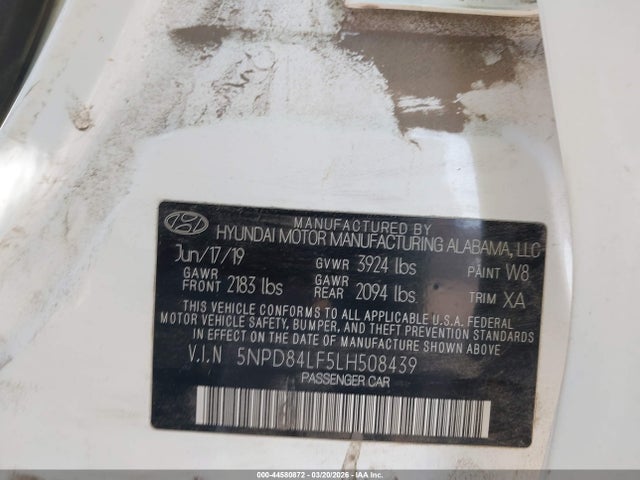 MANUFACTURED BY
HYUNDAI MOTOR MANUFACTURING ALABAMA, LLC
Jun/17/19 GVWR 3924 lbs PAINT W8
GAWR FRONT 2183 lbs GAWR REAR 2094 lbs TRIM XA
THIS VEHICLE CONFORMS TO ALL APPLICABLE U.S.A. FEDERAL
MOTOR VEHICLE SAFETY, BUMPER, AND THEFT PREVENTION STANDARDS
IN EFFECT ON THE DATE OF MANUFACTURE SHOWN ABOVE
V.I.N 5NPD84LF5LH508439
PASSENGER CAR
000-44580872 - 03/20/2026 - IAA Inc.